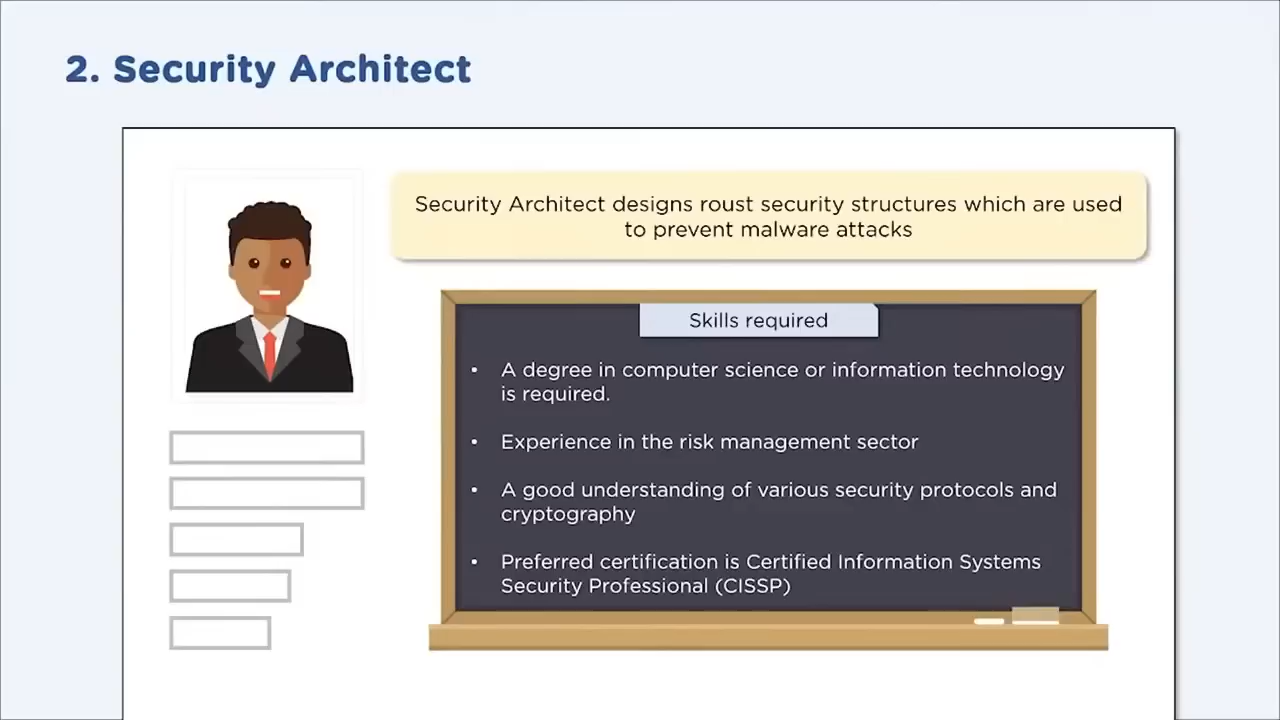 2. Security Architect
Security Architect designs roust security structures which are used
to prevent malware attacks
Skills required
• A degree in computer science or information technology
is required.
• Experience in the risk management sector
• A good understanding of various security protocols and
cryptography
• Preferred certification is Certified Information Systems
Security Professional (CISSP)